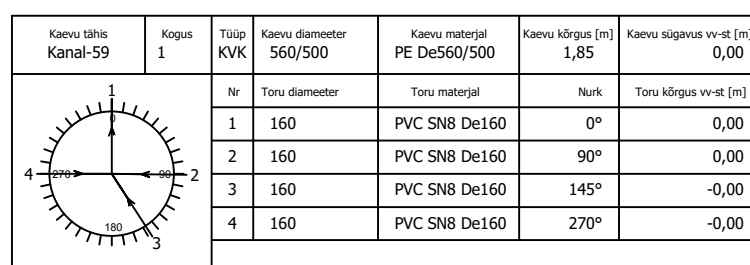 Kaevu tähis Kogus Tüüp Kaevu diameeter Kaevu materjal Kaevu kõrgus [m] Kaevu sügavus vv-st [m]
Kanal-59 1 KVK 560/500 PE De560/500 1,85 0,00
Nr Toru diameeter Toru materjal Nurk Toru kõrgus vv-st [m]
1 160 PVC SN8 De160 0° 0,00
2 160 PVC SN8 De160 90° 0,00
3 160 PVC SN8 De160 145° -0,00
4 160 PVC SN8 De160 270° -0,00
1
0
4 270 90 2
180
3